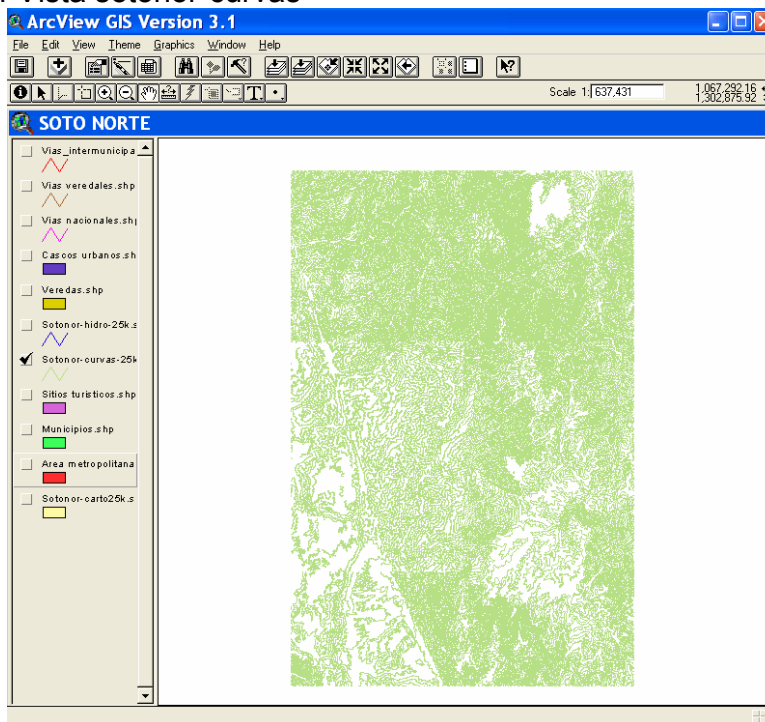 Vista sotonor-curvas
ArcView GIS Version 3.1
File Edit View Theme Graphics Window Help
Scale 1: 637,431
1,067,292.16
1,302,875.92
SOTO NORTE
Vias_intermunicipa
Vias veredales.shp
Vias nacionales.shp
Cascos urbanos.sh
Veredas.shp
Sotonor-hidro-25k.s
Sotonor-curvas-25k
Sitios turisticos.shp
Municipios.shp
Area metropolitana
Sotonor-carto25k.s